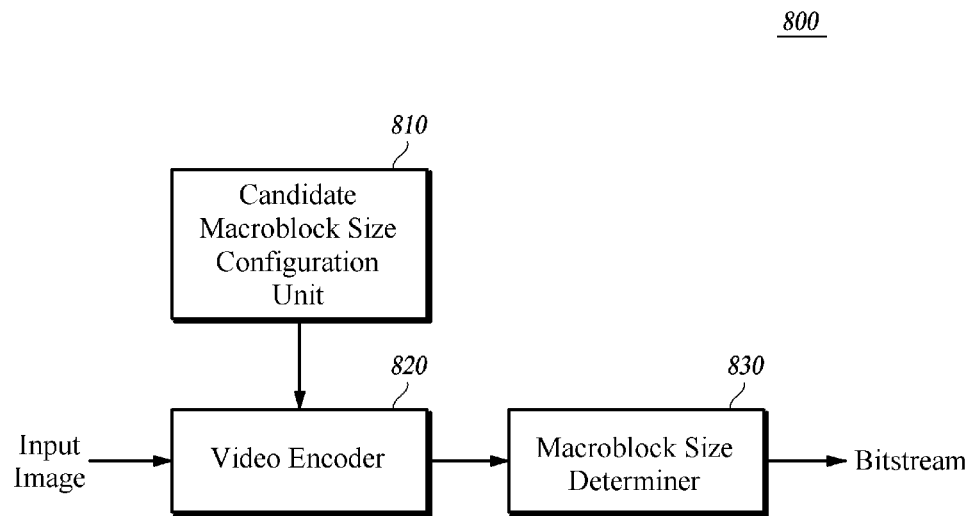 800
810
Candidate
Macroblock Size
Configuration
Unit
820
830
Input
Image
Video Encoder
Macroblock Size
Determiner
Bitstream